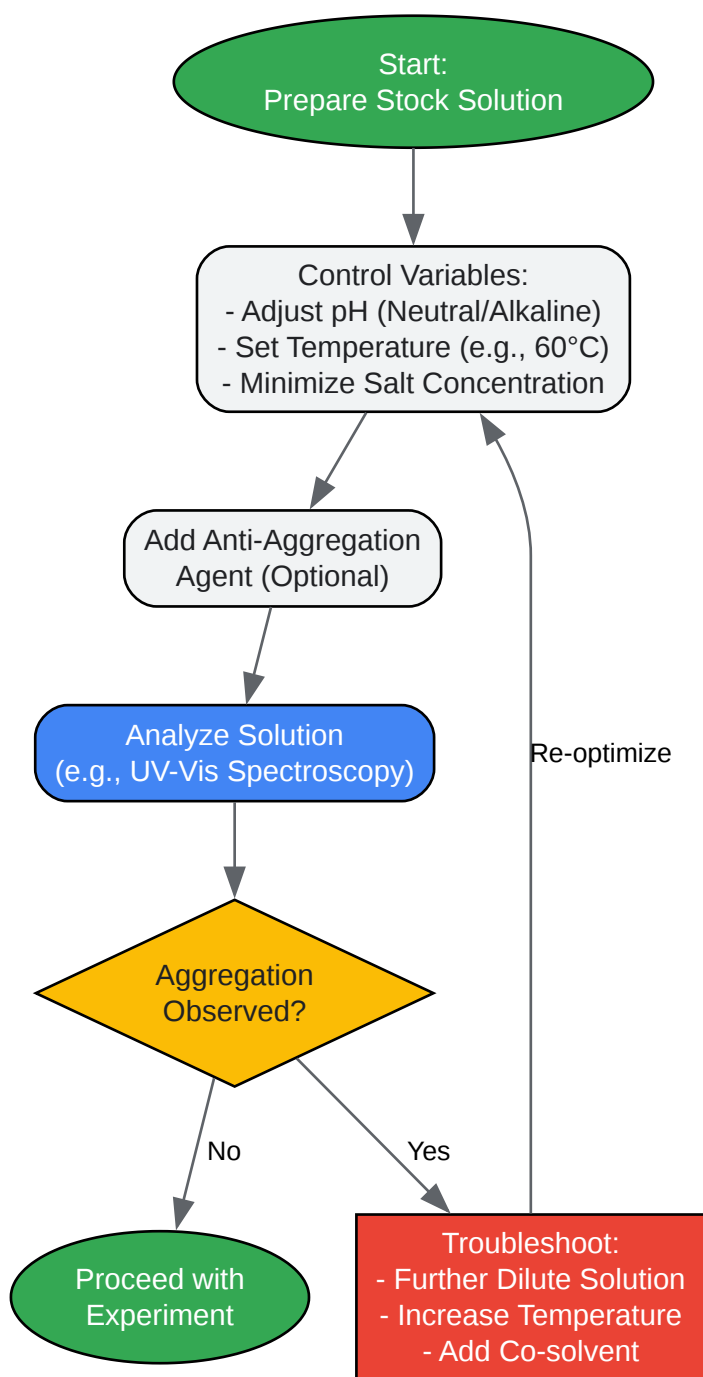 Start:
Prepare Stock Solution
Control Variables:
- Adjust pH (Neutral/Alkaline)
- Set Temperature (e.g., 60°C)
- Minimize Salt Concentration
Add Anti-Aggregation
Agent (Optional)
Analyze Solution
(e.g., UV-Vis Spectroscopy)
Re-optimize
Aggregation
Observed?
No
Yes
Proceed with
Experiment
Troubleshoot:
- Further Dilute Solution
- Increase Temperature
- Add Co-solvent